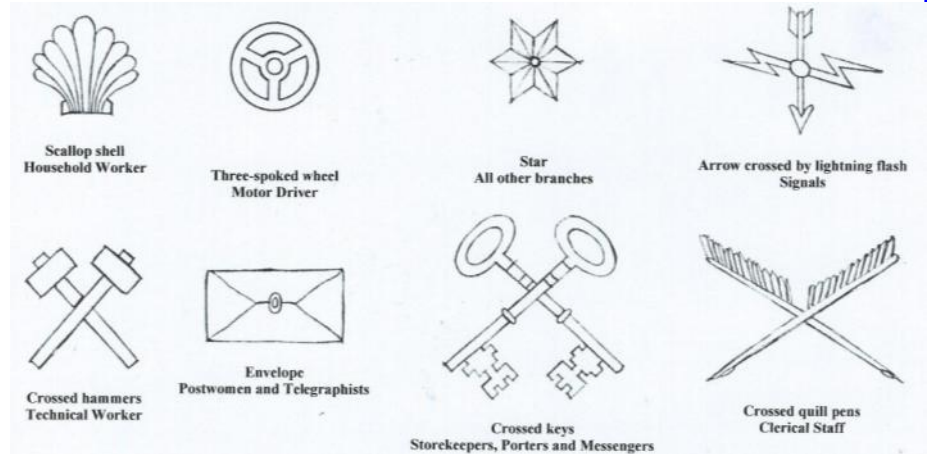 Scallop shell
Household Worker
Three-spoked wheel
Motor Driver
Star
All other branches
Arrow crossed by lightning flash
Signals
Crossed hammers
Technical Worker
Envelope
Postwomen and Telegraphists
Crossed keys
Storekeepers, Porters and Messengers
Crossed quill pens
Clerical Staff